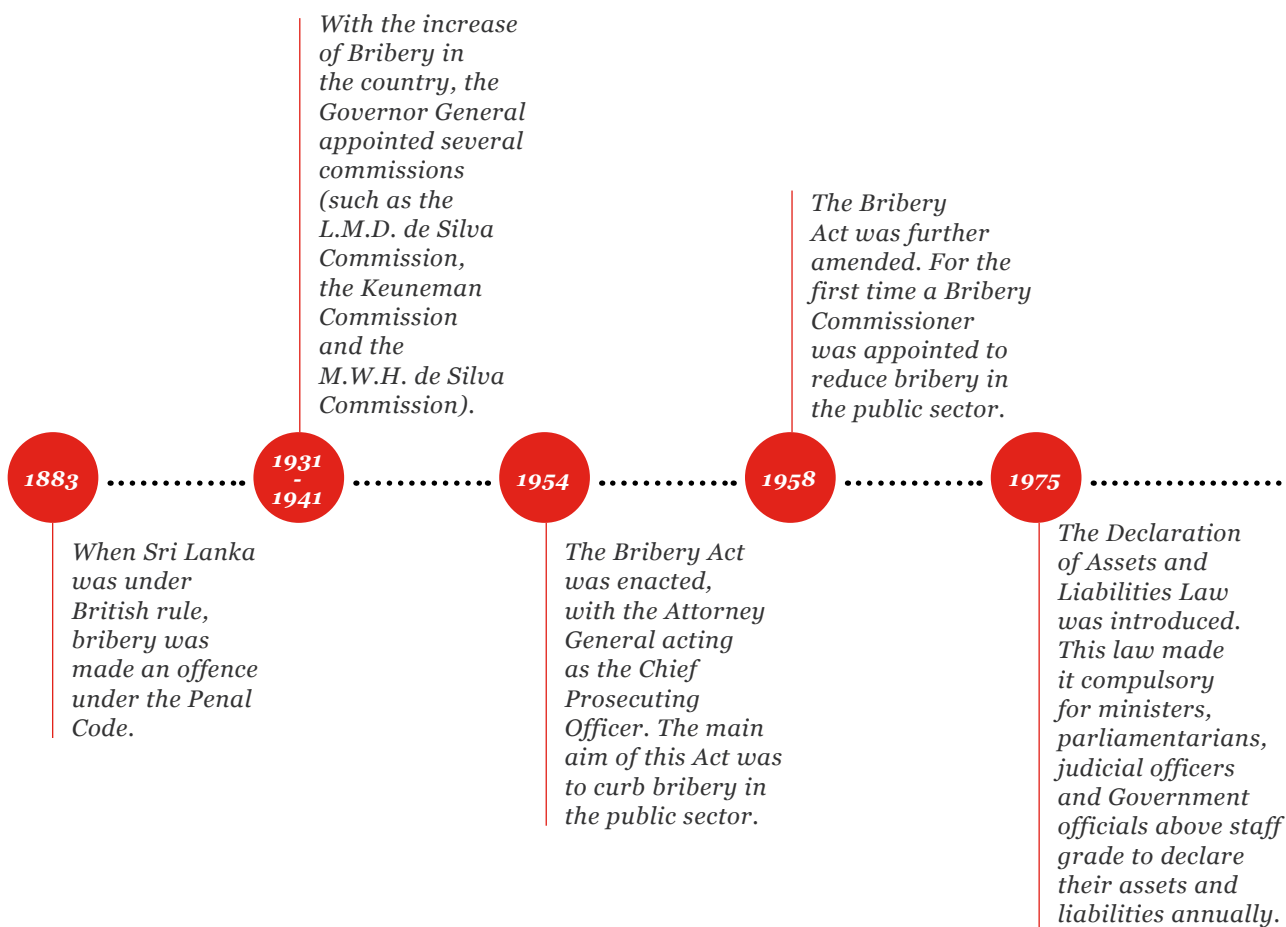 1883
When Sri Lanka
was under
British rule,
bribery was
made an offence
under the Penal
Code.
1931
-
1941
With the increase
of Bribery in
the country, the
Governor General
appointed several
commissions
(such as the
L.M.D. de Silva
Commission,
the Keuneman
Commission
and the
M.W.H. de Silva
Commission).
1954
The Bribery Act
was enacted,
with the Attorney
General acting
as the Chief
Prosecuting
Officer. The main
aim of this Act was
to curb bribery in
the public sector.
1958
The Bribery
Act was further
amended. For the
first time a Bribery
Commissioner
was appointed to
reduce bribery in
the public sector.
1975
The Declaration
of Assets and
Liabilities Law
was introduced.
This law made
it compulsory
for ministers,
parliamentarians,
judicial officers
and Government
officials above staff
grade to declare
their assets and
liabilities annually.